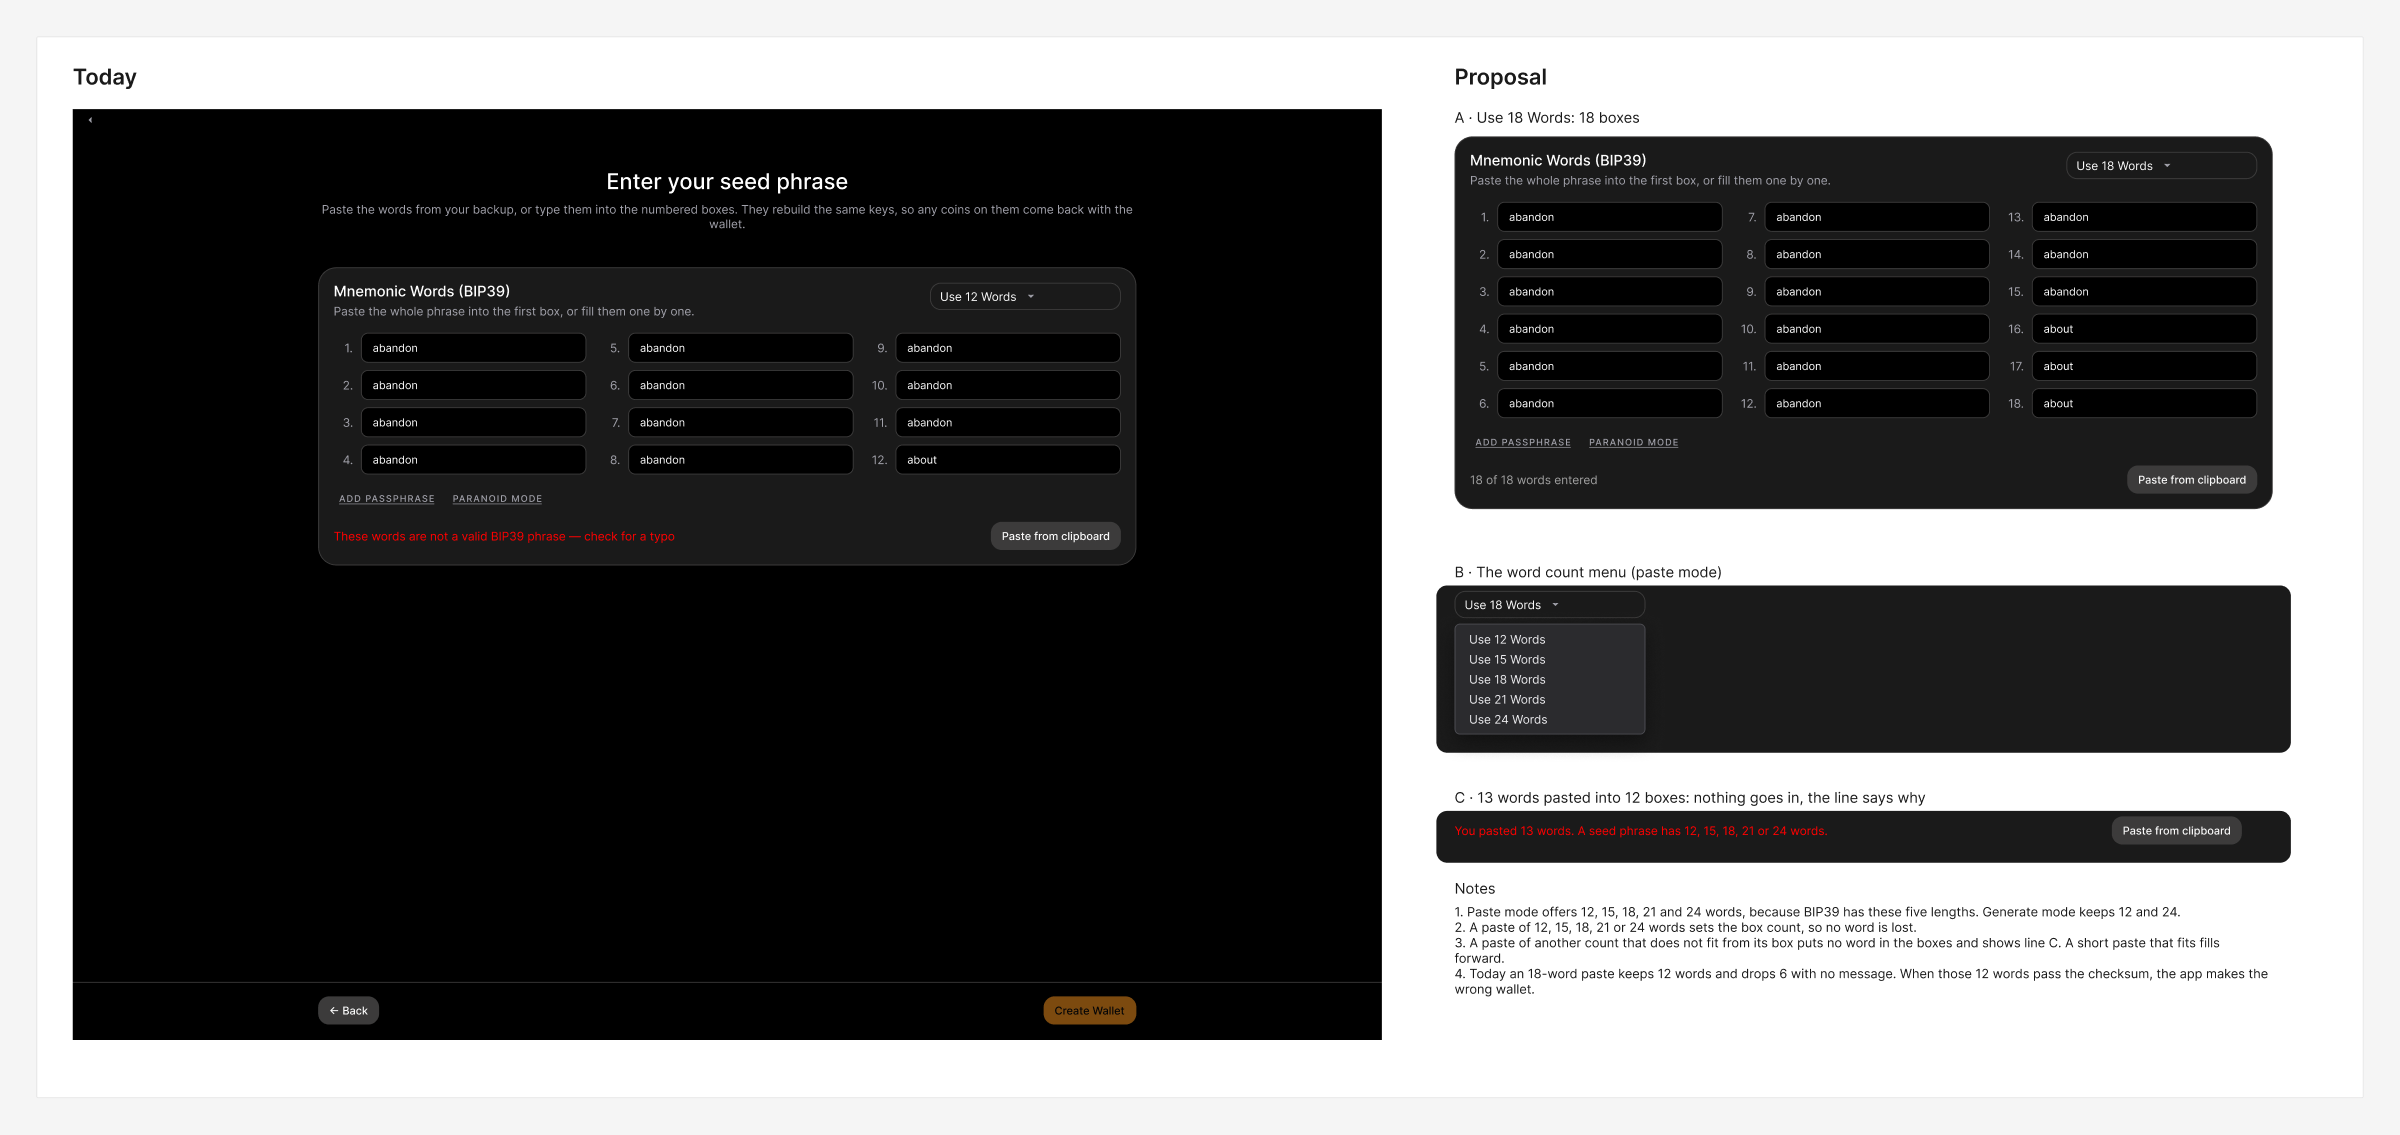 Today
Enter your seed phrase
Paste the words from your backup, or type them into the numbered boxes. They rebuild the same keys, so any coins on them come back with the
wallet.
Mnemonic Words (BIP39)
Use 12 Words
Paste the whole phrase into the first box, or fill them one by one.
1. abandon 5. abandon 9. abandon
2. abandon 6. abandon 10. abandon
3. abandon 7. abandon 11. abandon
4. abandon 8. abandon 12. about
ADD PASSPHRASE PARANOID MODE
These words are not a valid BIP39 phrase — check for a typo
Paste from clipboard
← Back
Create Wallet
Proposal
A · Use 18 Words: 18 boxes
Mnemonic Words (BIP39)
Use 18 Words
Paste the whole phrase into the first box, or fill them one by one.
1. abandon 7. abandon 13. abandon
2. abandon 8. abandon 14. abandon
3. abandon 9. abandon 15. abandon
4. abandon 10. abandon 16. about
5. abandon 11. abandon 17. about
6. abandon 12. abandon 18. about
ADD PASSPHRASE PARANOID MODE
18 of 18 words entered
Paste from clipboard
B · The word count menu (paste mode)
Use 18 Words
Use 12 Words
Use 15 Words
Use 18 Words
Use 21 Words
Use 24 Words
C · 13 words pasted into 12 boxes: nothing goes in, the line says why
You pasted 13 words. A seed phrase has 12, 15, 18, 21 or 24 words.
Paste from clipboard
Notes
1. Paste mode offers 12, 15, 18, 21 and 24 words, because BIP39 has these five lengths. Generate mode keeps 12 and 24.
2. A paste of 12, 15, 18, 21 or 24 words sets the box count, so no word is lost.
3. A paste of another count that does not fit from its box puts no word in the boxes and shows line C. A short paste that fits fills
forward.
4. Today an 18-word paste keeps 12 words and drops 6 with no message. When those 12 words pass the checksum, the app makes the
wrong wallet.